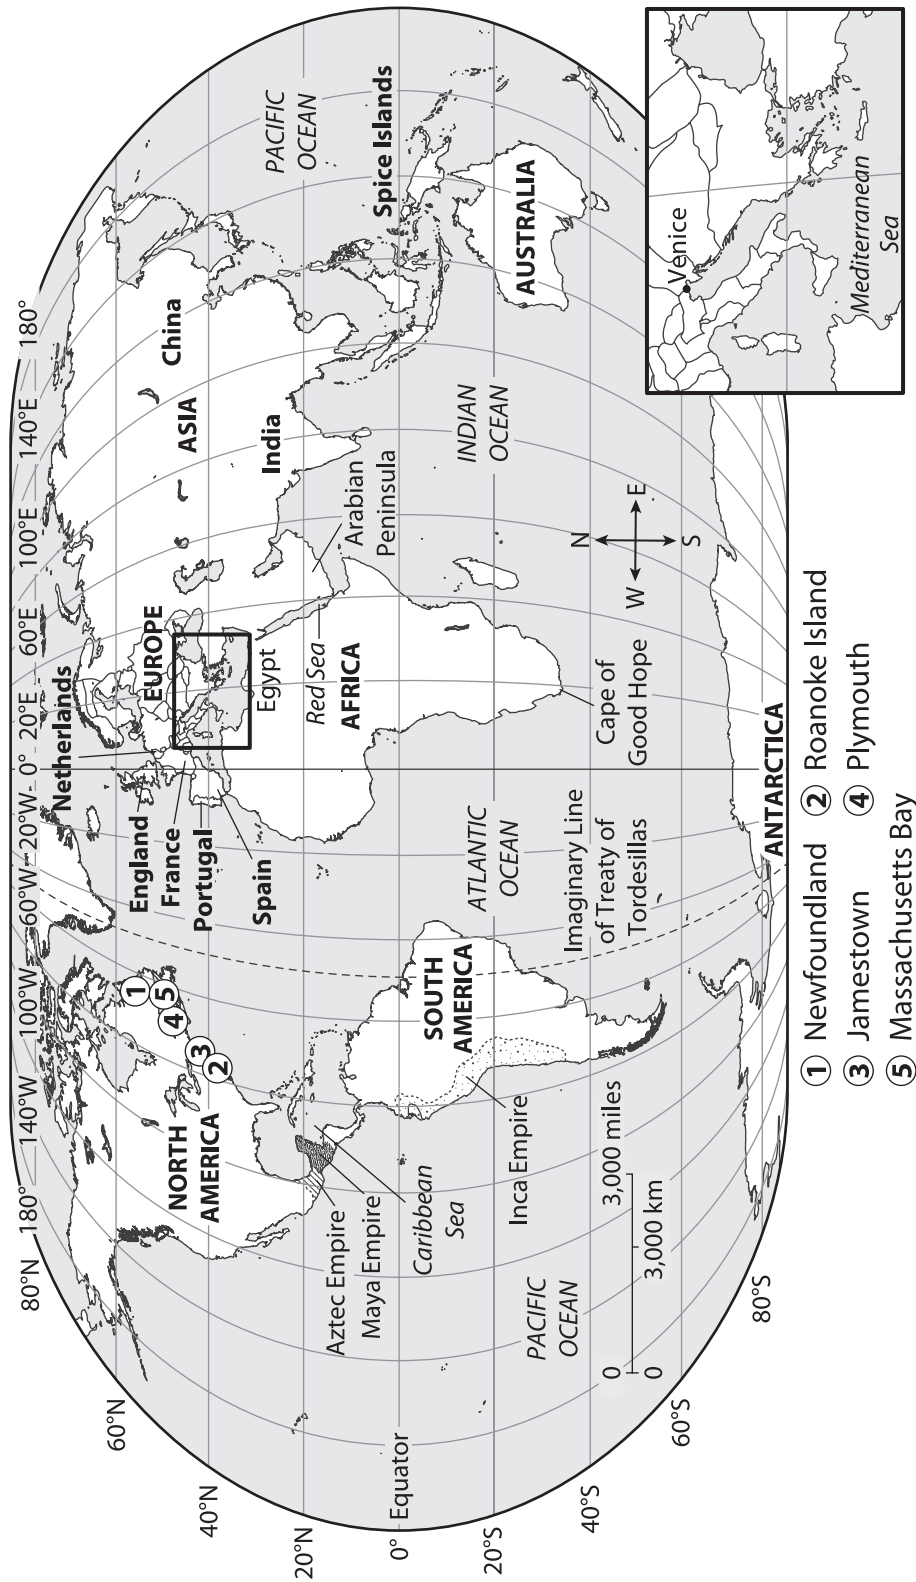 180°
140°W
100°W
60°W
20°W
0°
20°E
60°E
100°E
140°E
180°
80°N
60°N
40°N
20°N
0°
Equator
20°S
40°S
60°S
80°S
NORTH
AMERICA
Aztec Empire
Maya Empire
Caribbean
Sea
PACIFIC
OCEAN
Inca Empire
SOUTH
AMERICA
1
5
4
3
2
0
3,000 miles
0
3,000 km
Netherlands
England
France
Portugal
Spain
ATLANTIC
OCEAN
Imaginary Line
of Treaty of
Tordesillas
EUROPE
Egypt
Red Sea
AFRICA
Cape of
Good Hope
Arabian
Peninsula
ASIA
China
India
INDIAN
OCEAN
N
W
E
S
PACIFIC
OCEAN
Spice Islands
AUSTRALIA
ANTARCTICA
Venice
Mediterranean
Sea
1 Newfoundland 2 Roanoke Island
3 Jamestown 4 Plymouth
5 Massachusetts Bay